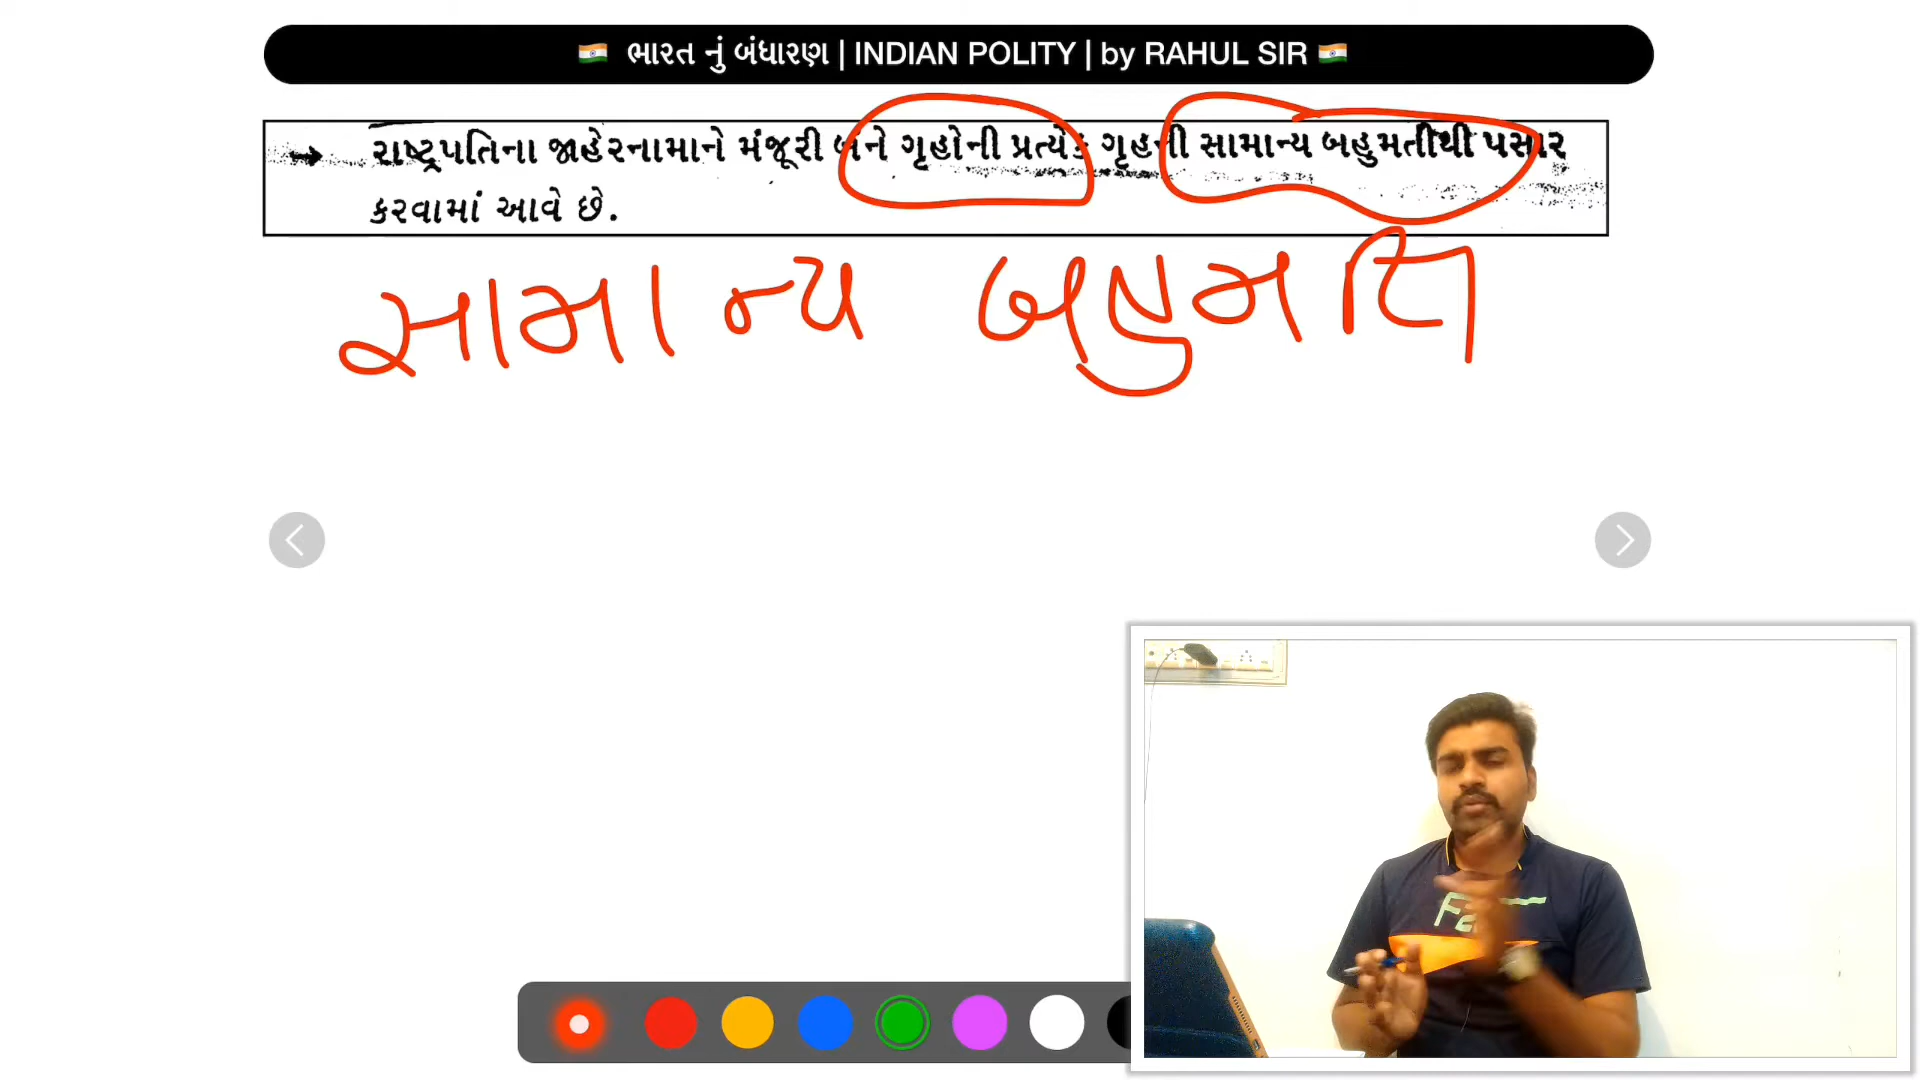 🇮🇳 ભારત નું બંધારણ | INDIAN POLITY | by RAHUL SIR 🇮🇳
→ રાષ્ટ્રપતિના જાહેરનામાને મંજૂરી બંને ગૃહોની પ્રત્યેક ગૃહની સામાન્ય બહુમતીથી પસાર
કરવામાં આવે છે.
સામાન્ય બહુમતિ